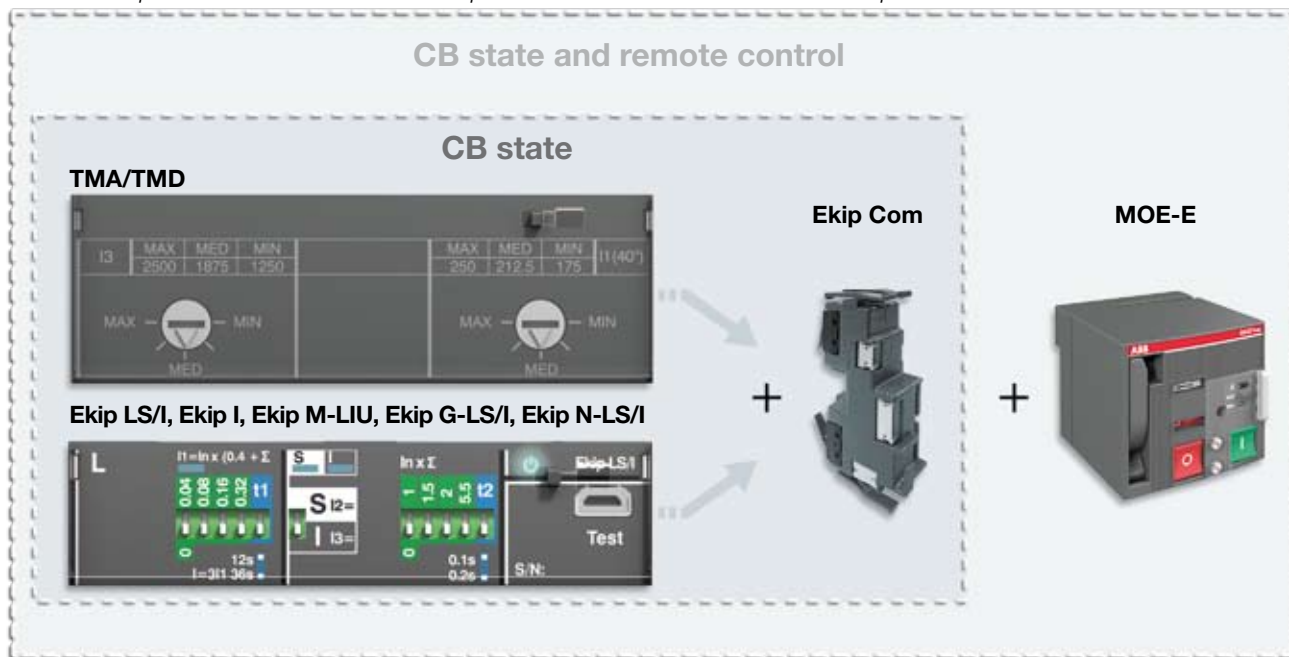 CB state and remote control
CB state
TMA/TMD
Ekip Com
MOE-E
I3 MAX MED MIN MAX MED MIN I1(40°)
2500 1875 1250 250 212.5 175
MAX MIN MAX MIN
MED MED
+ +
Ekip LS/I, Ekip I, Ekip M-LIU, Ekip G-LS/I, Ekip N-LS/I
L
I1=In x (0.4 + Σ
0.04 0.08 0.16 0.32 t1
0
12s
I=3I1 36s
S I
S I2=
I I3=
In x Σ
1 1.5 2 5.5 t2
0
0.1s
0.2s
Ekip LS/I
Test
S/N:
ABB
O I